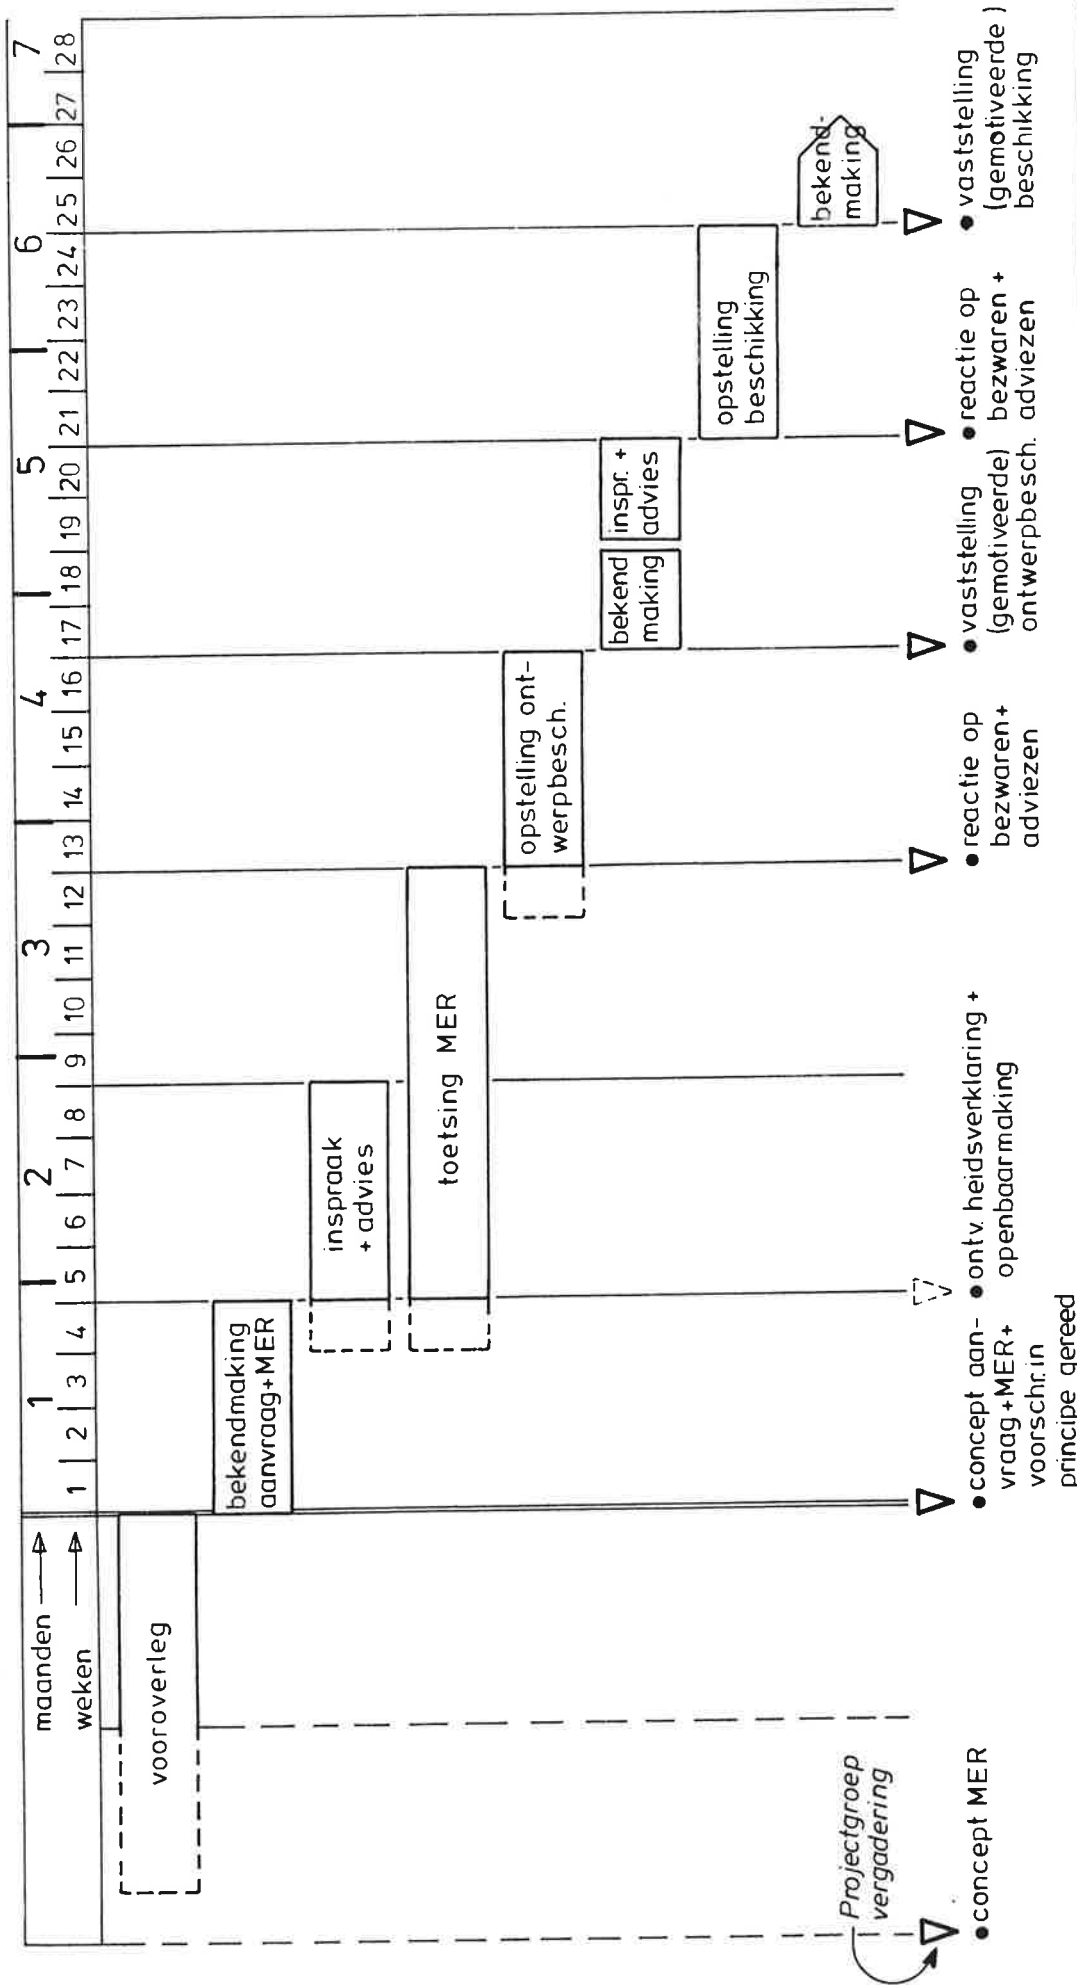 maanden
1 2 3 4 5 6 7
weken
1 2 3 4 5 6 7 8 9 10 11 12 13 14 15 16 17 18 19 20 21 22 23 24 25 26 27 28
vooroverleg
bekendmaking
aanvraag+MER
inspraak
+ advies
toetsing MER
opstelling ont-
werpbesch.
bekend
making
inspr. +
advies
opstelling
beschikking
bekend-
making
Projectgroep
vergadering
• concept MER
• concept aan-
vraag+MER+
voorschr. in
principe gereed
• ontv. heidsverklaring +
openbaarmaking
• reactie op
bezwaren+
adviezen
• vaststelling
(gemotiveerde)
ontwerpbesch.
• reactie op
bezwaren +
adviezen
• vaststelling
(gemotiveerde )
beschikking